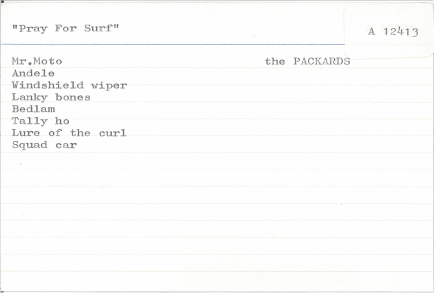 "Pray For Surf"
A 12413
Mr.Moto the PACKARDS
Andele
Windshield wiper
Lanky bones
Bedlam
Tally ho
Lure of the curl
Squad car